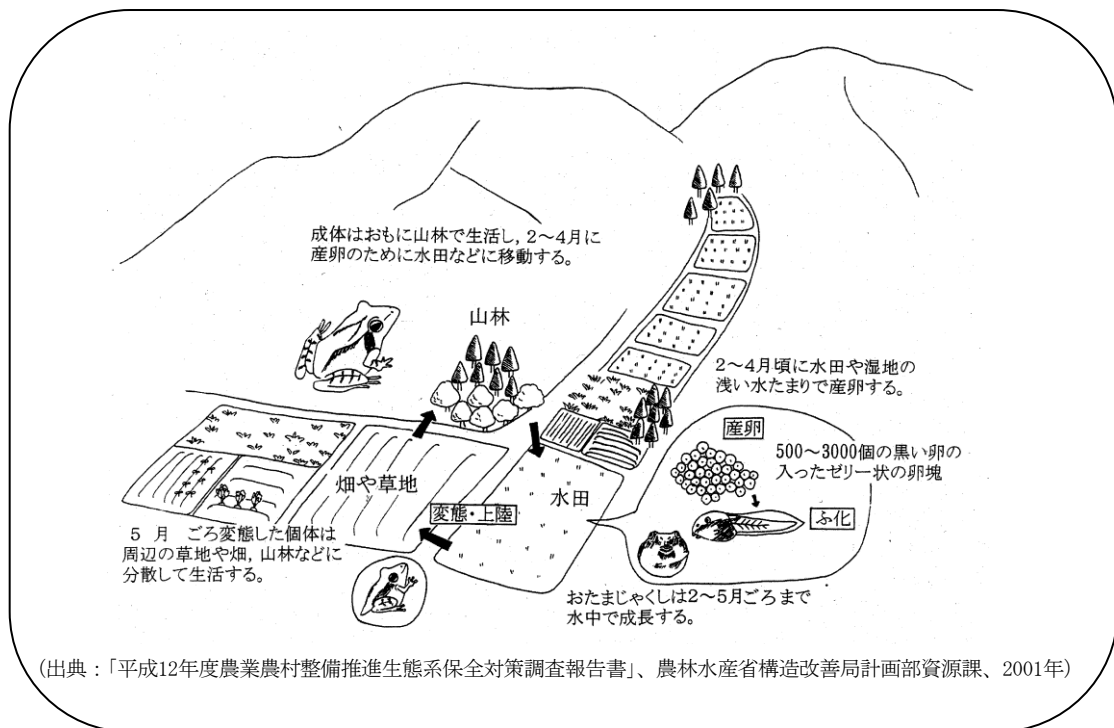 成体はおもに山林で生活し，2〜4月に
産卵のために水田などに移動する。
山林
2〜4月頃に水田や湿地の
浅い水たまりで産卵する。
産卵
500〜3000個の黒い卵の
入ったゼリー状の卵塊
畑や草地
水田
変態・上陸
ふ化
5 月　ごろ変態した個体は
周辺の草地や畑，山林などに
分散して生活する。
おたまじゃくしは2〜5月ごろまで
水中で成長する。
(出典：「平成12年度農業農村整備推進生態系保全対策調査報告書」、農林水産省構造改善局計画部資源課、2001年)